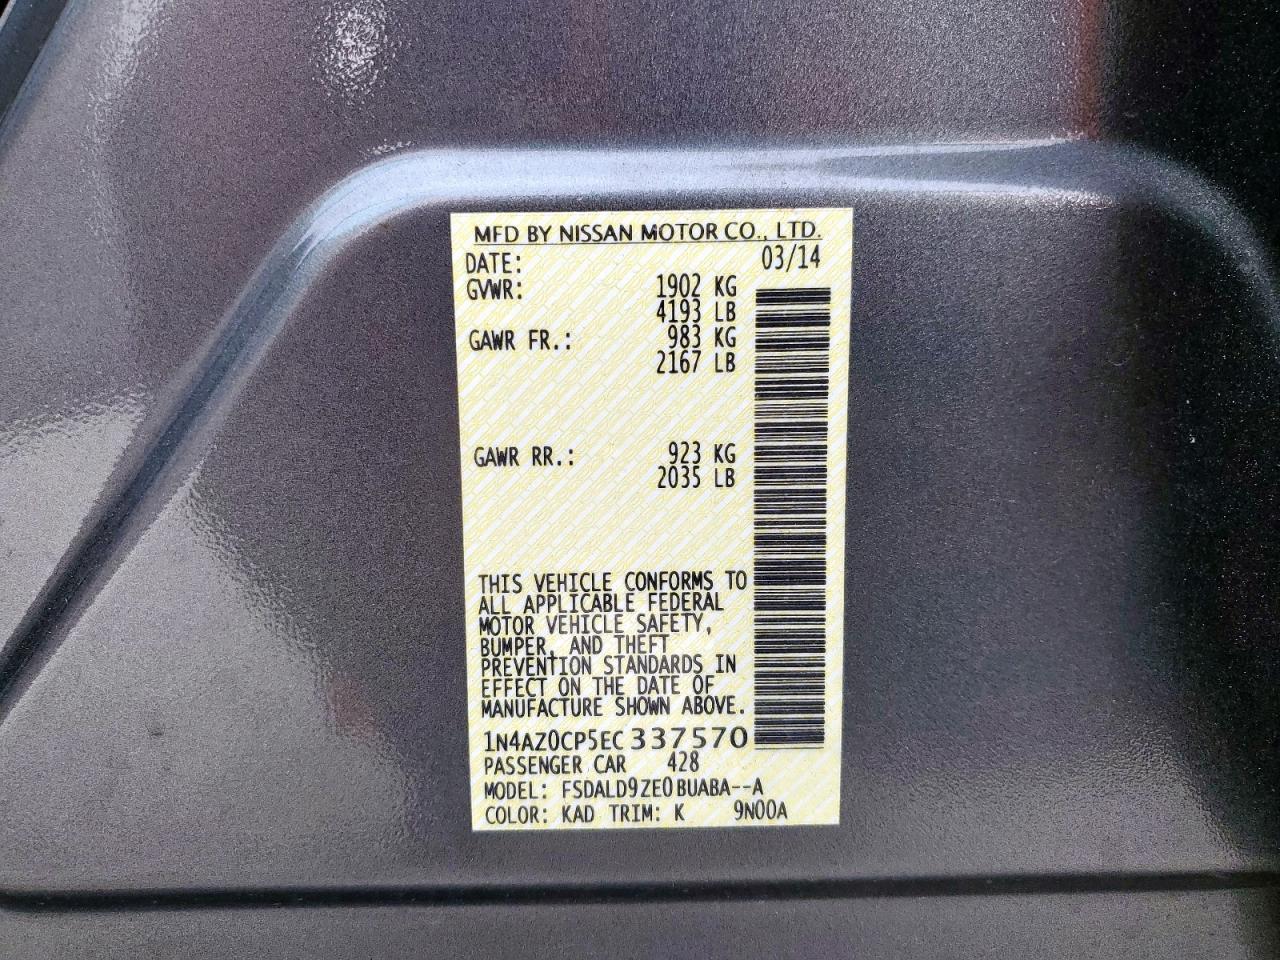 MFD BY NISSAN MOTOR CO., LTD.
DATE: 03/14
GVWR: 1902 KG
4193 LB
GAWR FR.: 983 KG
2167 LB
GAWR RR.: 923 KG
2035 LB
THIS VEHICLE CONFORMS TO
ALL APPLICABLE FEDERAL
MOTOR VEHICLE SAFETY,
BUMPER, AND THEFT
PREVENTION STANDARDS IN
EFFECT ON THE DATE OF
MANUFACTURE SHOWN ABOVE.
1N4AZ0CP5EC337570
PASSENGER CAR 428
MODEL: FSDALD9ZE0BUABA--A
COLOR: KAD TRIM: K 9N00A